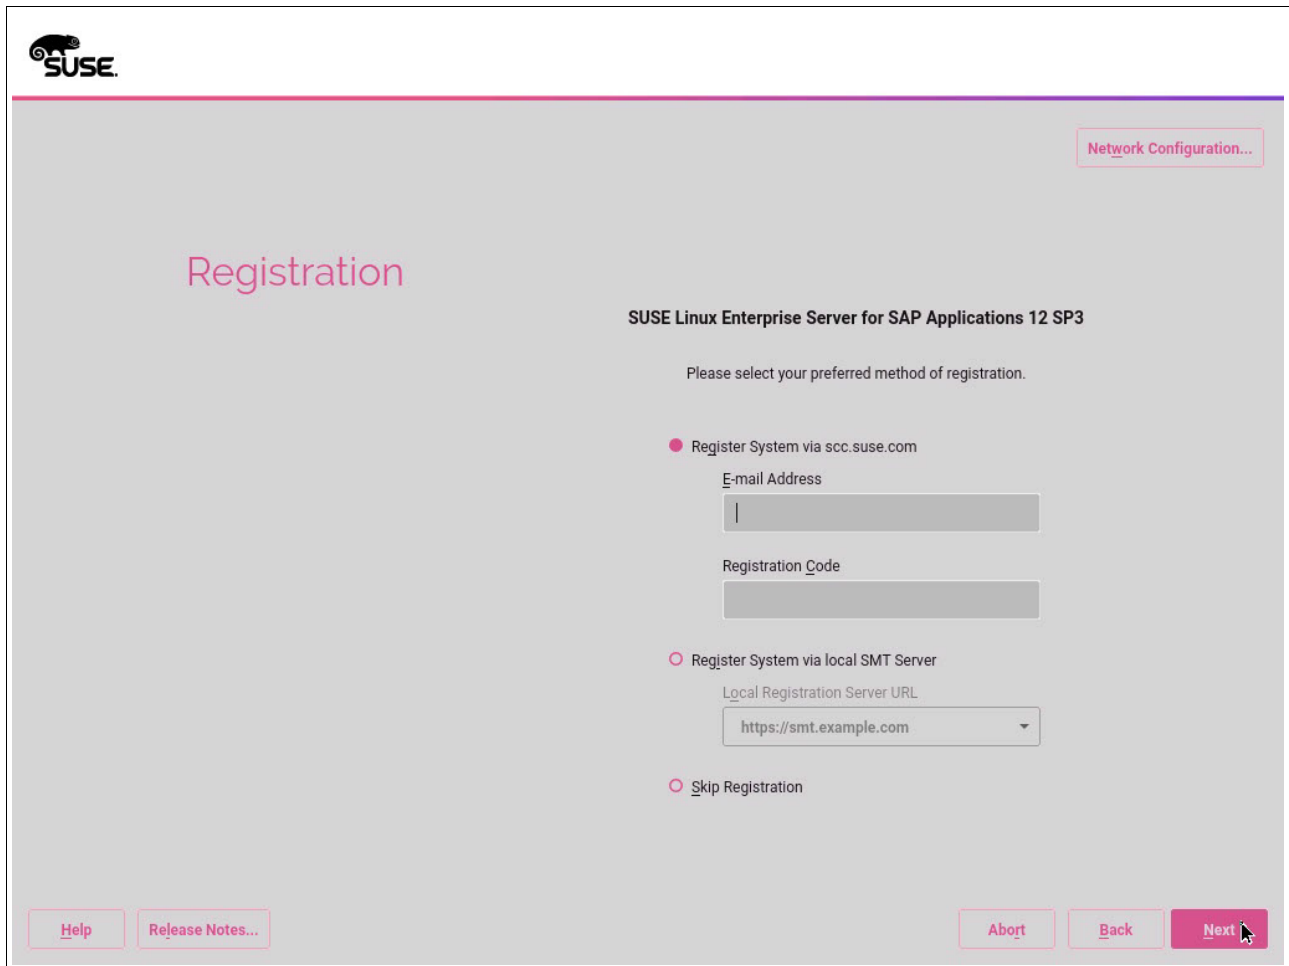 SUSE.
Network Configuration...
Registration
SUSE Linux Enterprise Server for SAP Applications 12 SP3
Please select your preferred method of registration.
Register System via scc.suse.com
E-mail Address
Registration Code
Register System via local SMT Server
Local Registration Server URL
https://smt.example.com
Skip Registration
Help
Release Notes...
Abort
Back
Next